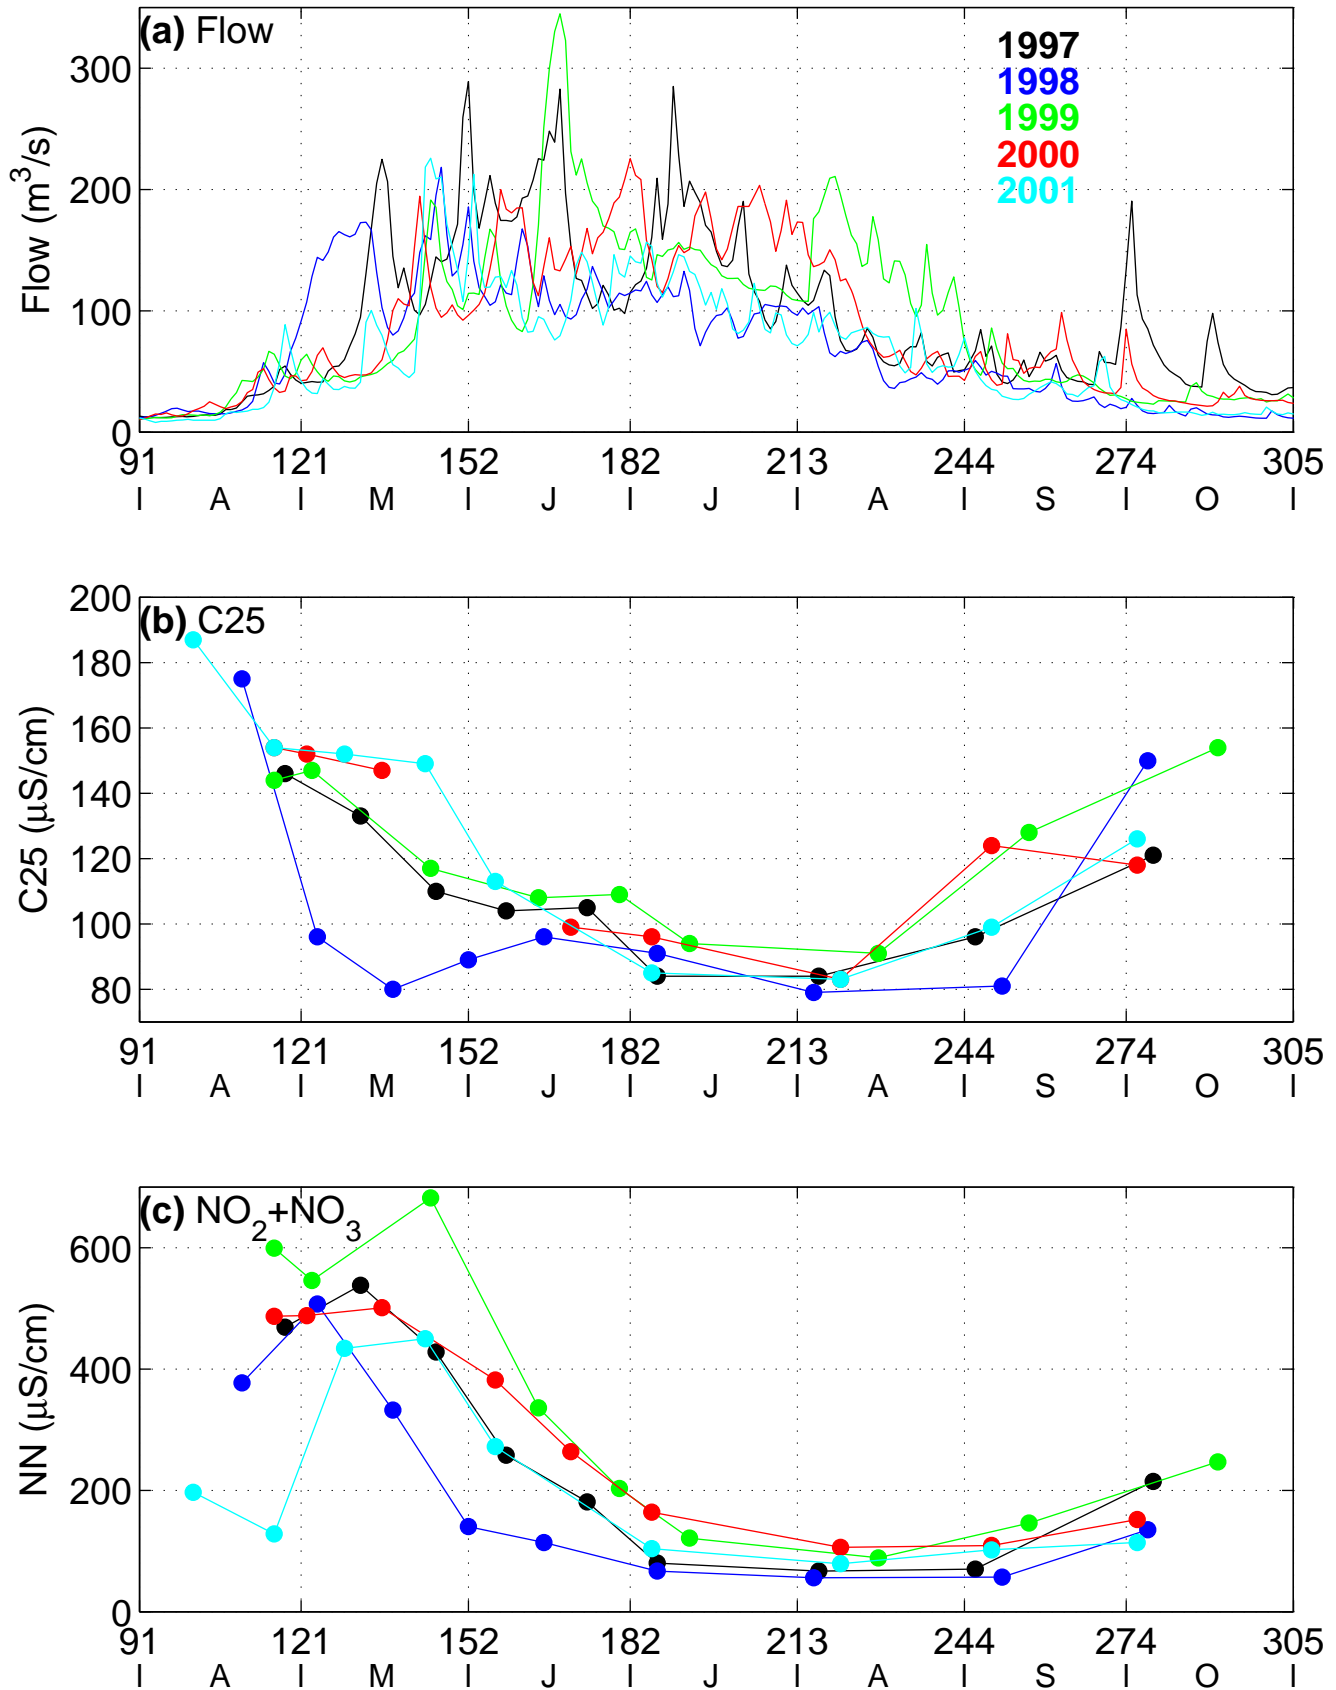 (a) Flow
1997
1998
1999
2000
2001
Flow (m³/s)
300
200
100
0
91 121 152 182 213 244 274 305
I A I M I J I J I A I S I O I
(b) C25
C25 (µS/cm)
200
180
160
140
120
100
80
91 121 152 182 213 244 274 305
I A I M I J I J I A I S I O I
(c) NO₂+NO₃
NN (µS/cm)
600
400
200
0
91 121 152 182 213 244 274 305
I A I M I J I J I A I S I O I